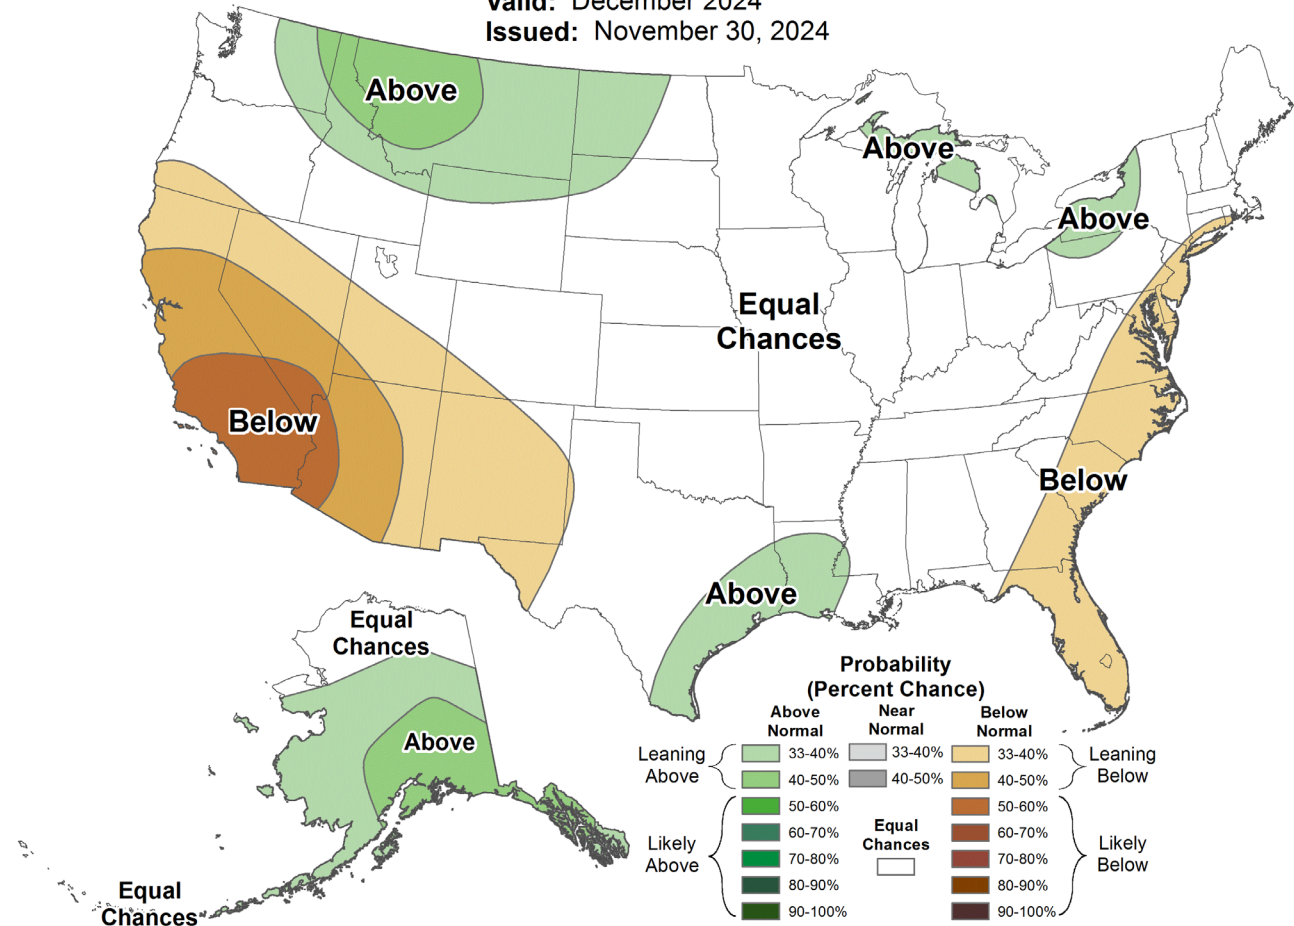 Valid: December 2024
Issued: November 30, 2024
Above
Above
Above
Equal
Chances
Below
Below
Above
Equal
Chances
Above
Equal
Chances
Probability
(Percent Chance)
Above
Normal
Near
Normal
Below
Normal
Leaning
Above
33-40%
33-40%
33-40%
Leaning
Below
40-50%
40-50%
40-50%
Likely
Above
50-60%
50-60%
Likely
Below
60-70%
Equal
Chances
60-70%
70-80%
70-80%
80-90%
80-90%
90-100%
90-100%